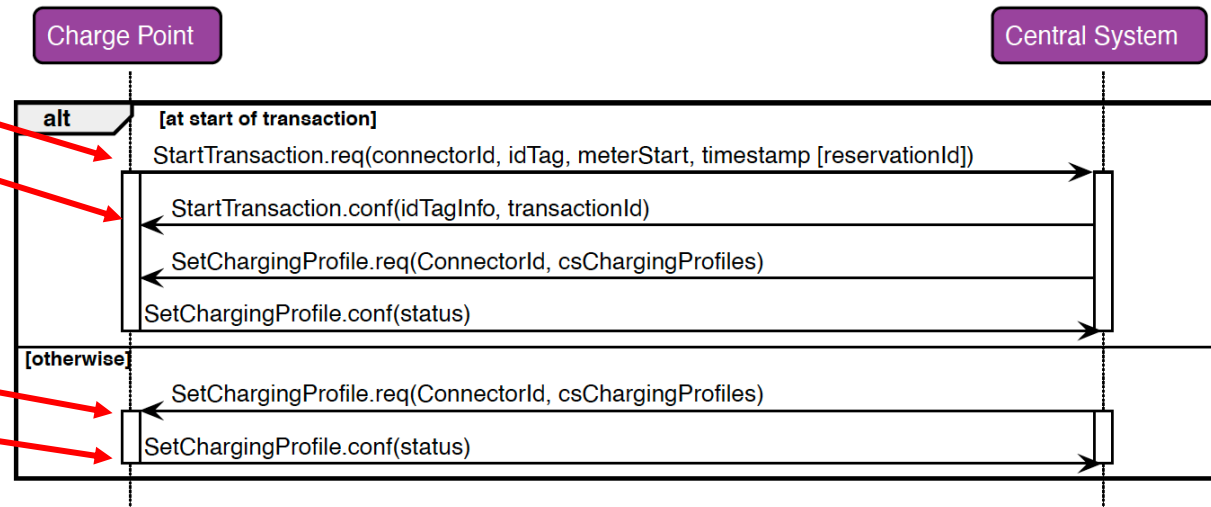 Charge Point
Central System
alt
[at start of transaction]
StartTransaction.req(connectorId, idTag, meterStart, timestamp [reservationId])
StartTransaction.conf(idTagInfo, transactionId)
SetChargingProfile.req(ConnectorId, csChargingProfiles)
SetChargingProfile.conf(status)
[otherwise]
SetChargingProfile.req(ConnectorId, csChargingProfiles)
SetChargingProfile.conf(status)